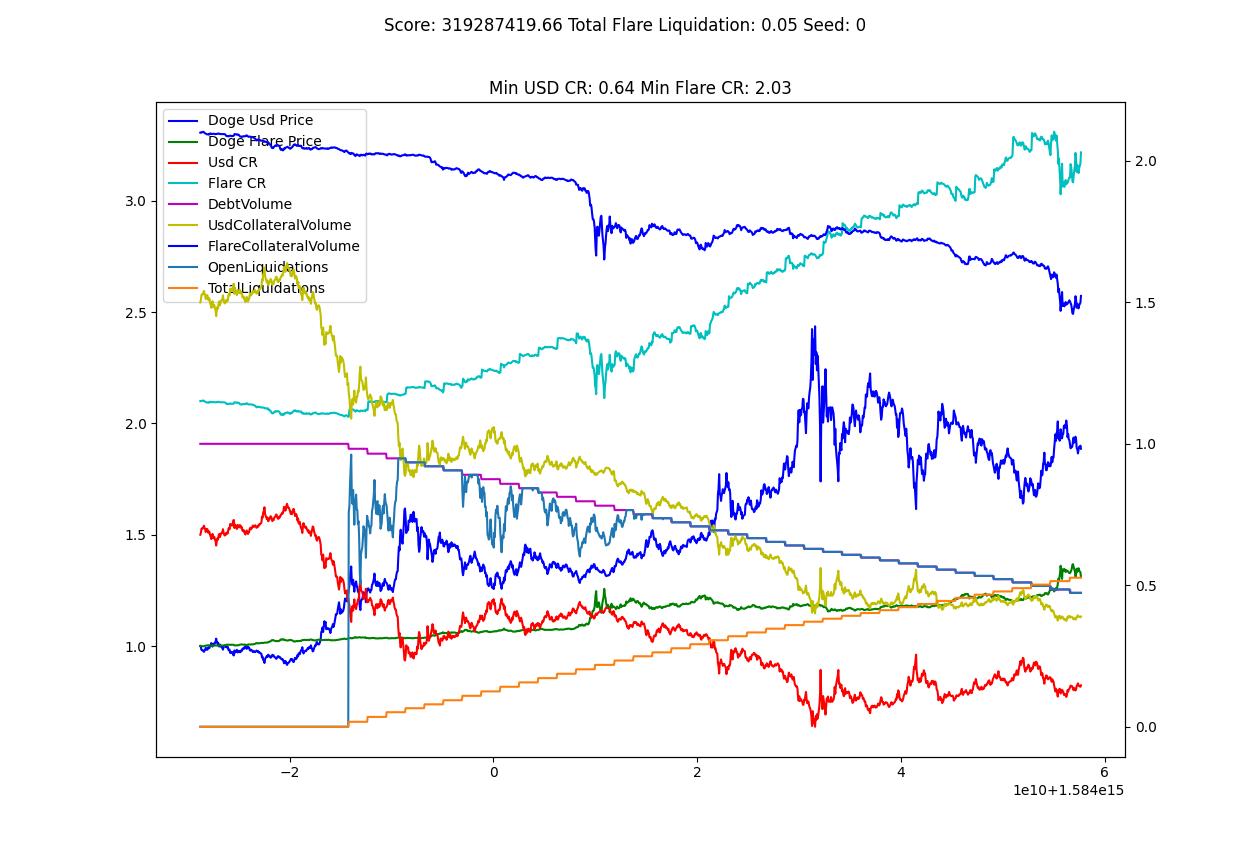 Score: 319287419.66 Total Flare Liquidation: 0.05 Seed: 0
Min USD CR: 0.64 Min Flare CR: 2.03
Doge Usd Price
Doge Flare Price
Usd CR
Flare CR
DebtVolume
UsdCollateralVolume
FlareCollateralVolume
OpenLiquidations
TotalLiquidations
3.0
2.5
2.0
1.5
1.0
2.0
1.5
1.0
0.5
0.0
−2
0
2
4
6
1e10+1.584e15